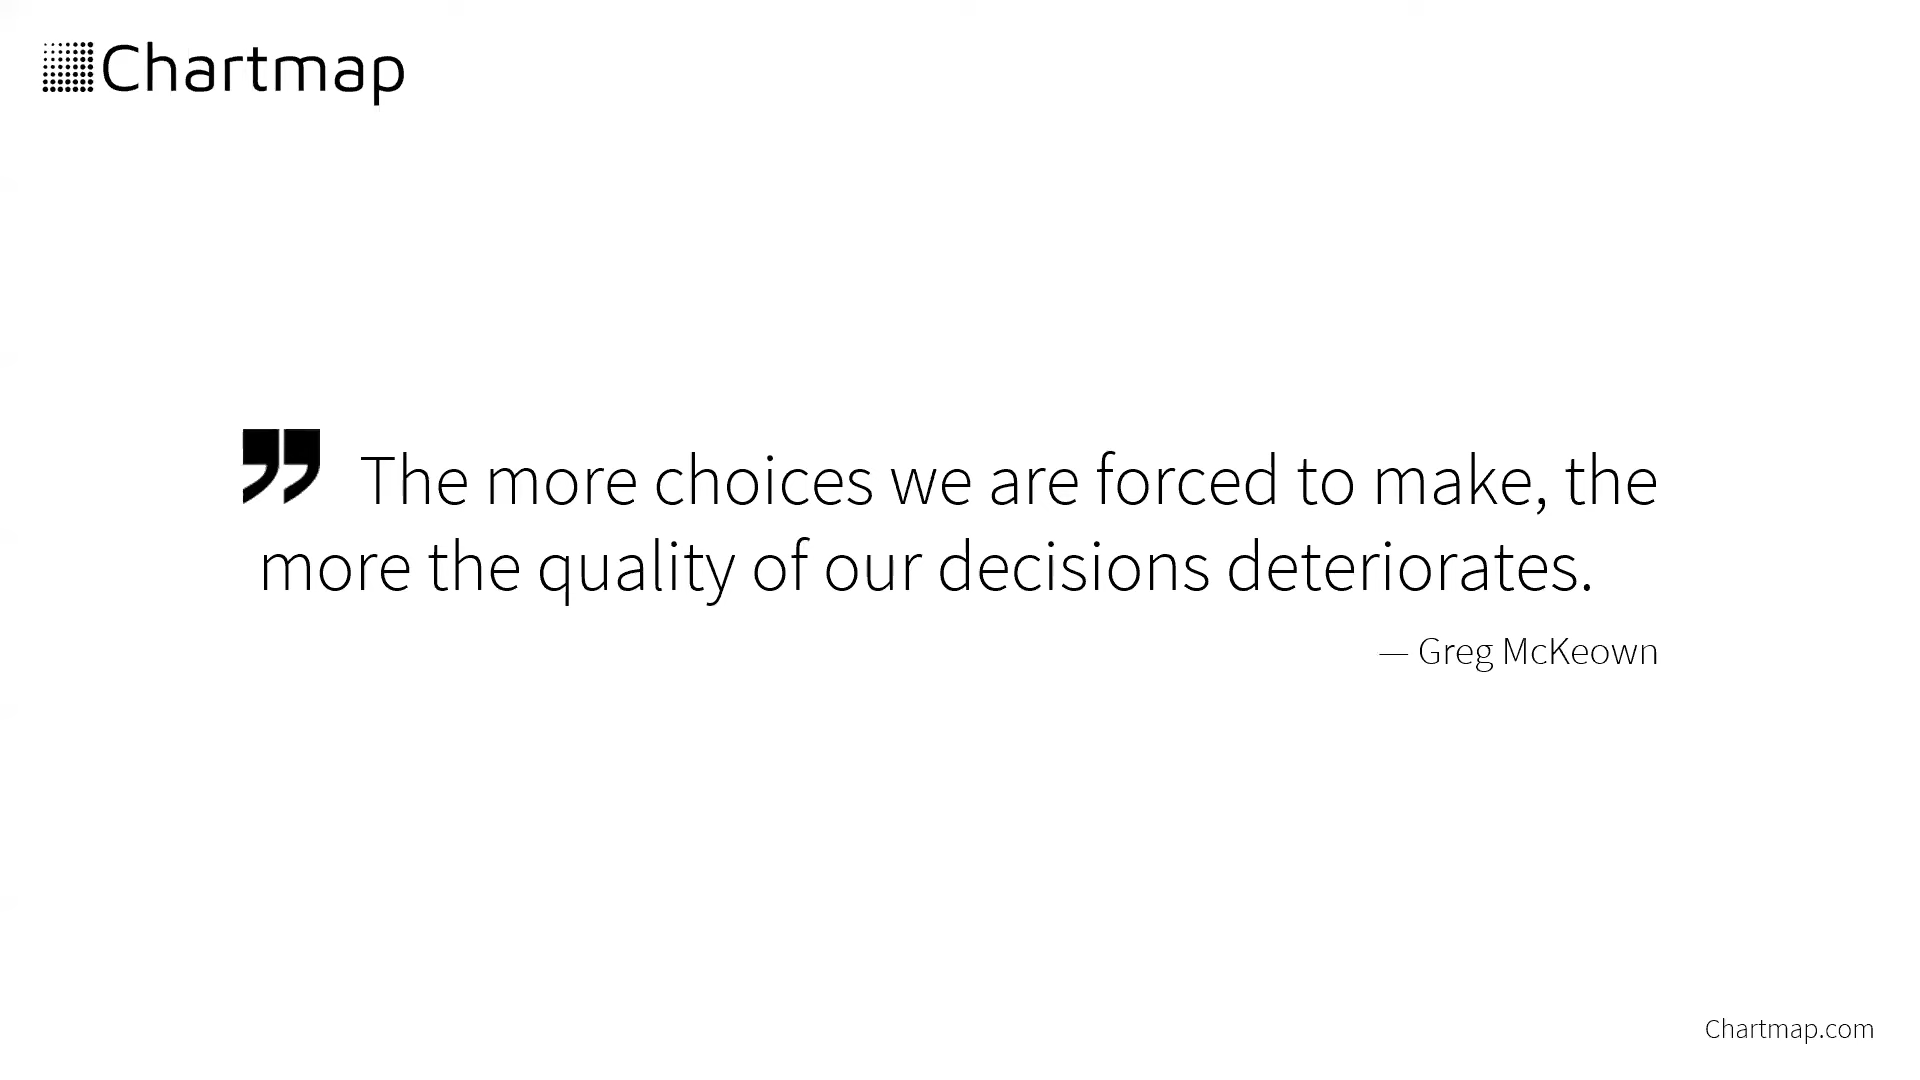 Chartmap
” The more choices we are forced to make, the
more the quality of our decisions deteriorates.
— Greg McKeown
Chartmap.com